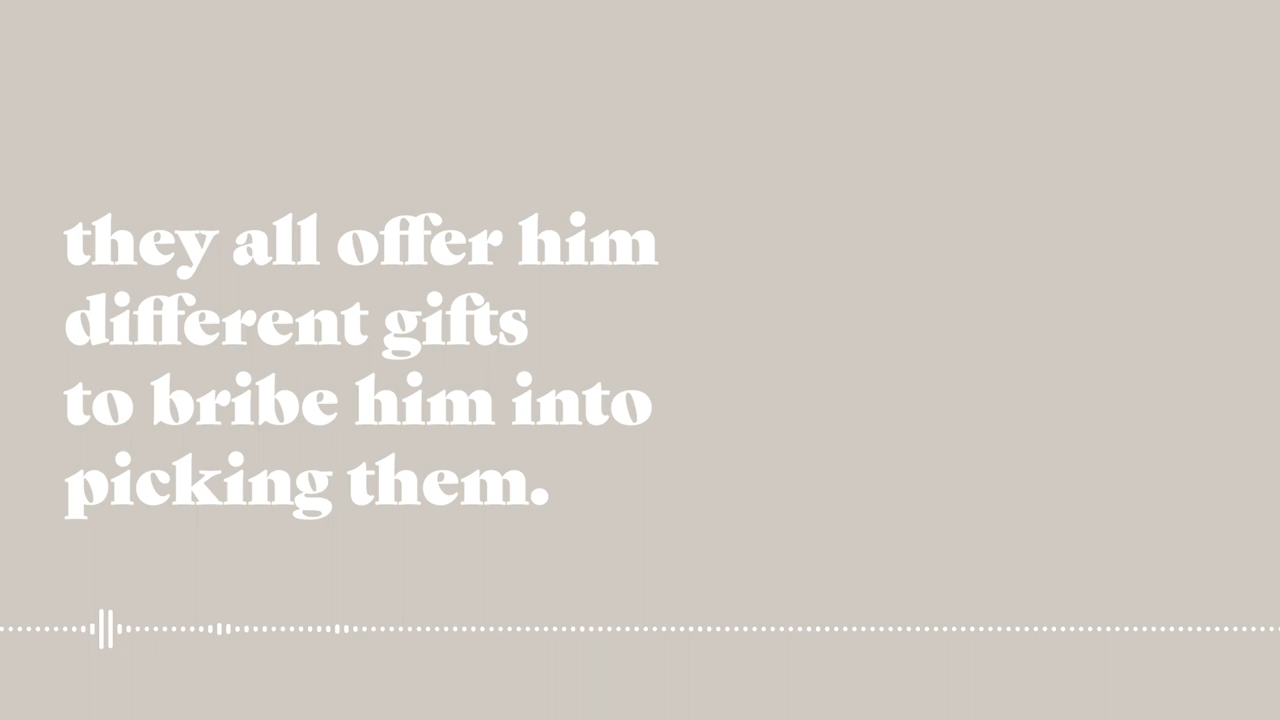 they all offer him
different gifts
to bribe him into
picking them.